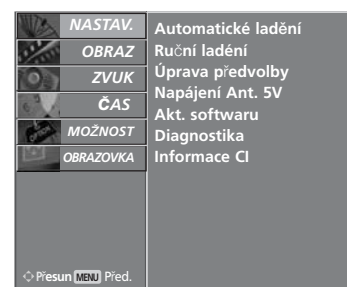 NASTAV.
OBRAZ
ZVUK
ČAS
MOŽNOST
OBRAZOVKA
Automatické ladění
Ruční ladéní
Úprava předvolby
Napájení Ant. 5V
Akt. softwaru
Diagnostika
Informace CI
Přesun MENU Před.